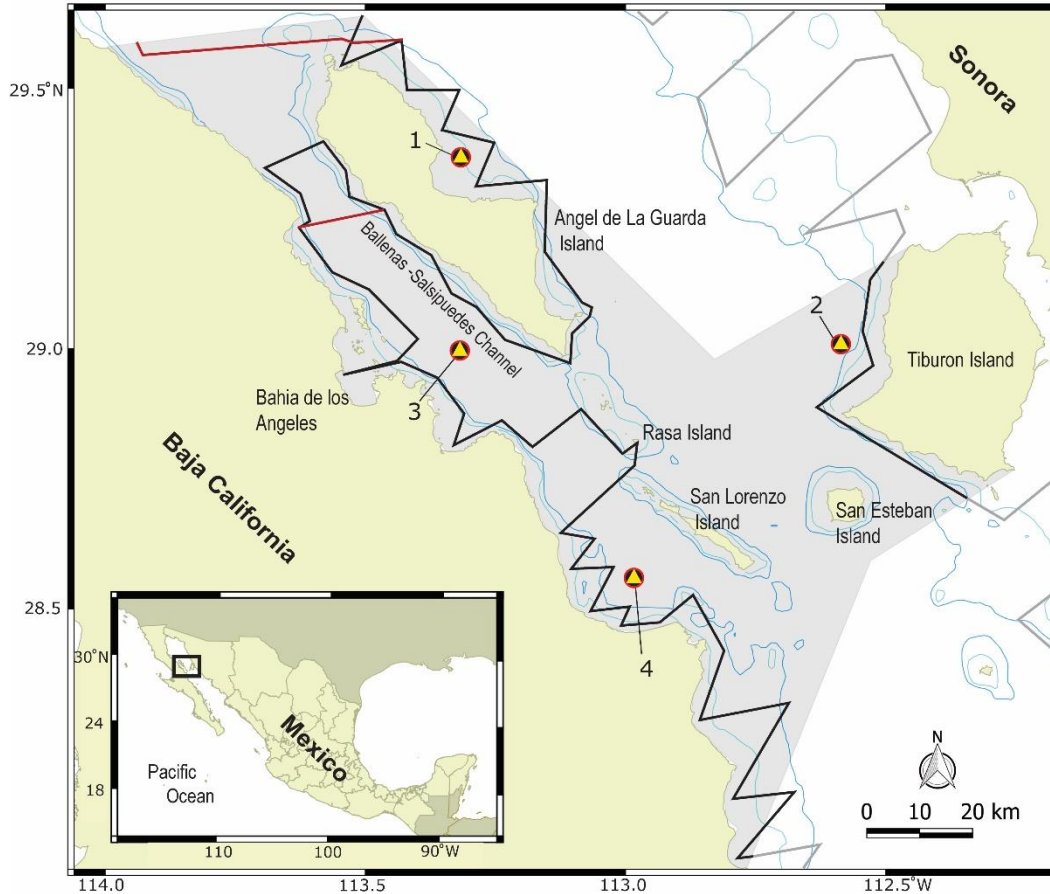 Sonora
29.5°N
1
Angel de La Guarda
Island
Ballenas -Salsipuedes Channel
2
29.0
Tiburon Island
3
Bahia de los
Angeles
Rasa Island
Baja California
San Lorenzo
Island
San Esteban
Island
28.5
4
30°N
24
18
Mexico
Pacific
Ocean
110
100
90°W
N
0 10 20 km
114.0
113.5
113.0
112.5°W